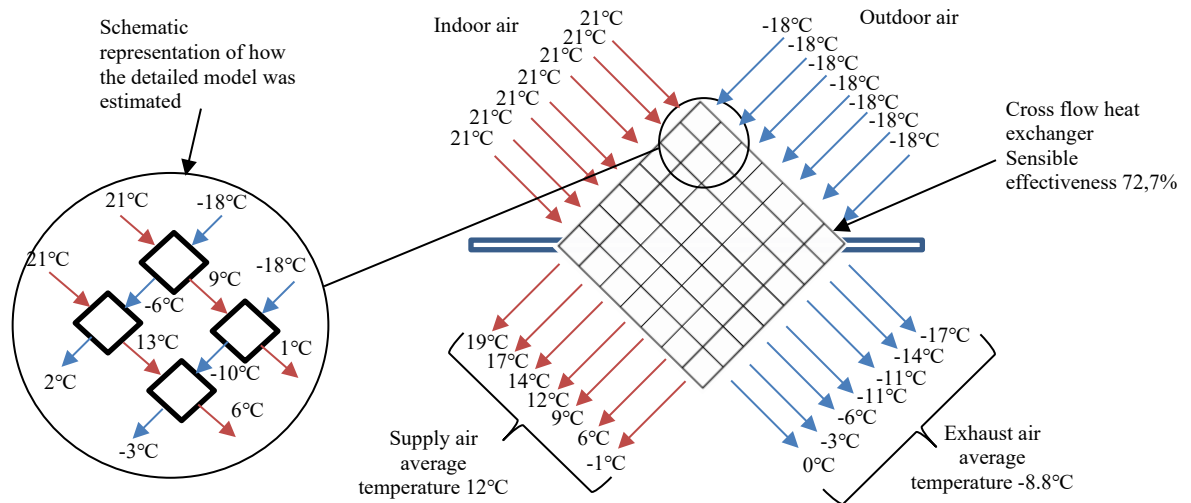 Schematic
representation of how
the detailed model was
estimated
21℃
-18℃
21℃
-18℃
9℃
-6℃
13℃
1℃
2℃
-10℃
6℃
-3℃
Indoor air
21℃
21℃
21℃
21℃
21℃
21℃
21℃
Outdoor air
-18℃
-18℃
-18℃
-18℃
-18℃
-18℃
-18℃
Cross flow heat
exchanger
Sensible
effectiveness 72,7%
19℃
17℃
14℃
12℃
9℃
6℃
-1℃
Supply air
average
temperature 12℃
-17℃
-14℃
-11℃
-11℃
-6℃
-3℃
0℃
Exhaust air
average
temperature -8.8℃